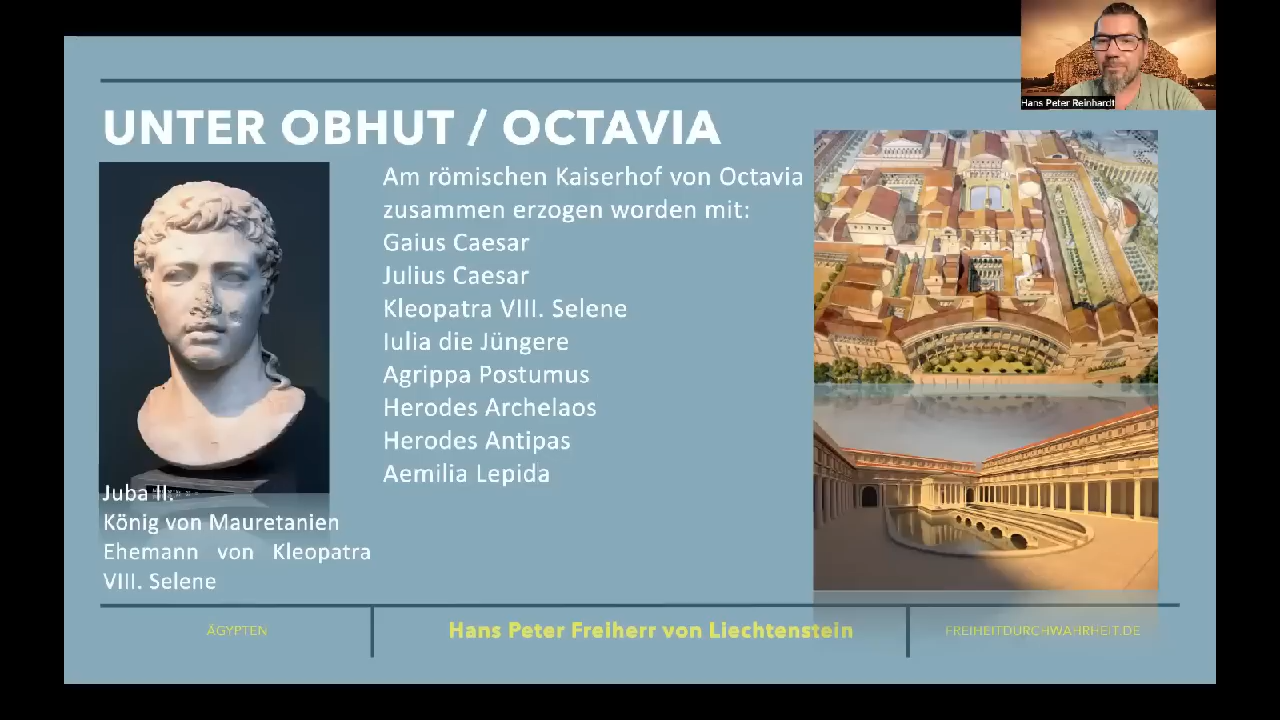 Hans Peter Reinhardt
UNTER OBHUT / OCTAVIA
Am römischen Kaiserhof von Octavia
zusammen erzogen worden mit:
Gaius Caesar
Julius Caesar
Kleopatra VIII. Selene
Iulia die Jüngere
Agrippa Postumus
Herodes Archelaos
Herodes Antipas
Aemilia Lepida
Juba II.
König von Mauretanien
Ehemann von Kleopatra
VIII. Selene
ÄGYPTEN
Hans Peter Freiherr von Liechtenstein
FREIHEITDURCHWAHRHEIT.DE